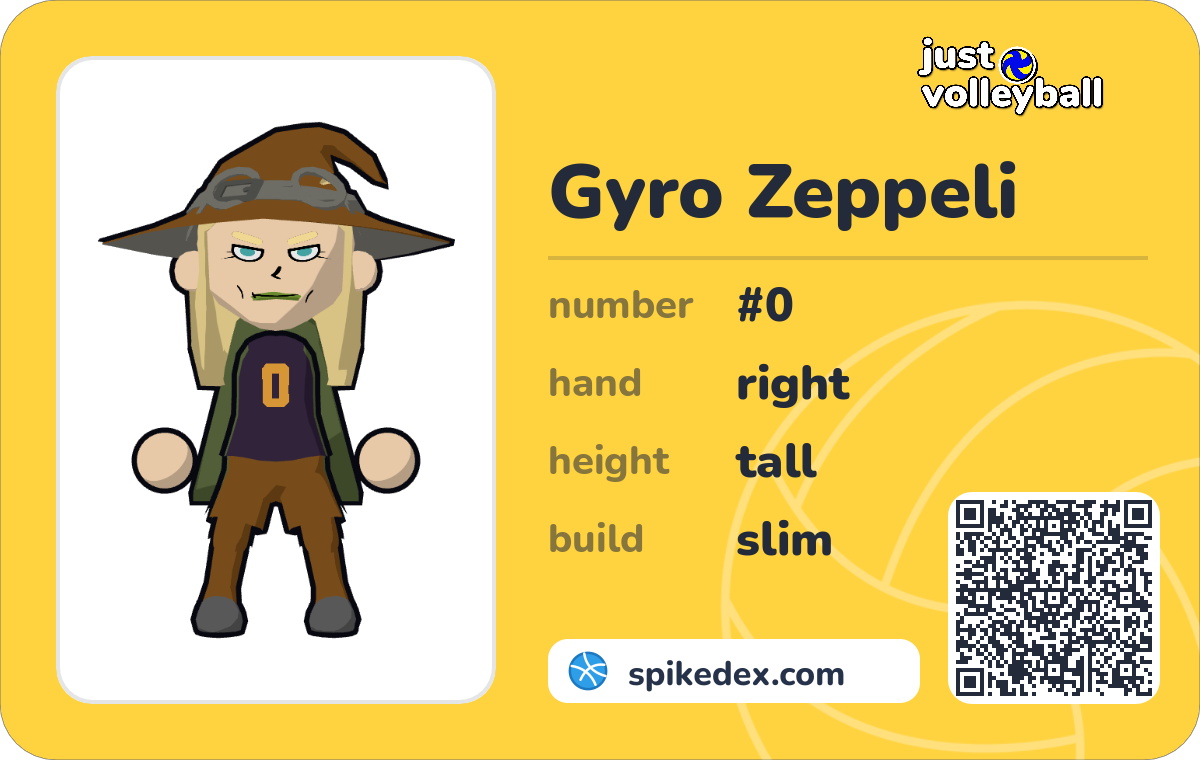 just
volleyball
Gyro Zeppeli
number #0
hand right
height tall
build slim
0
spikedex.com